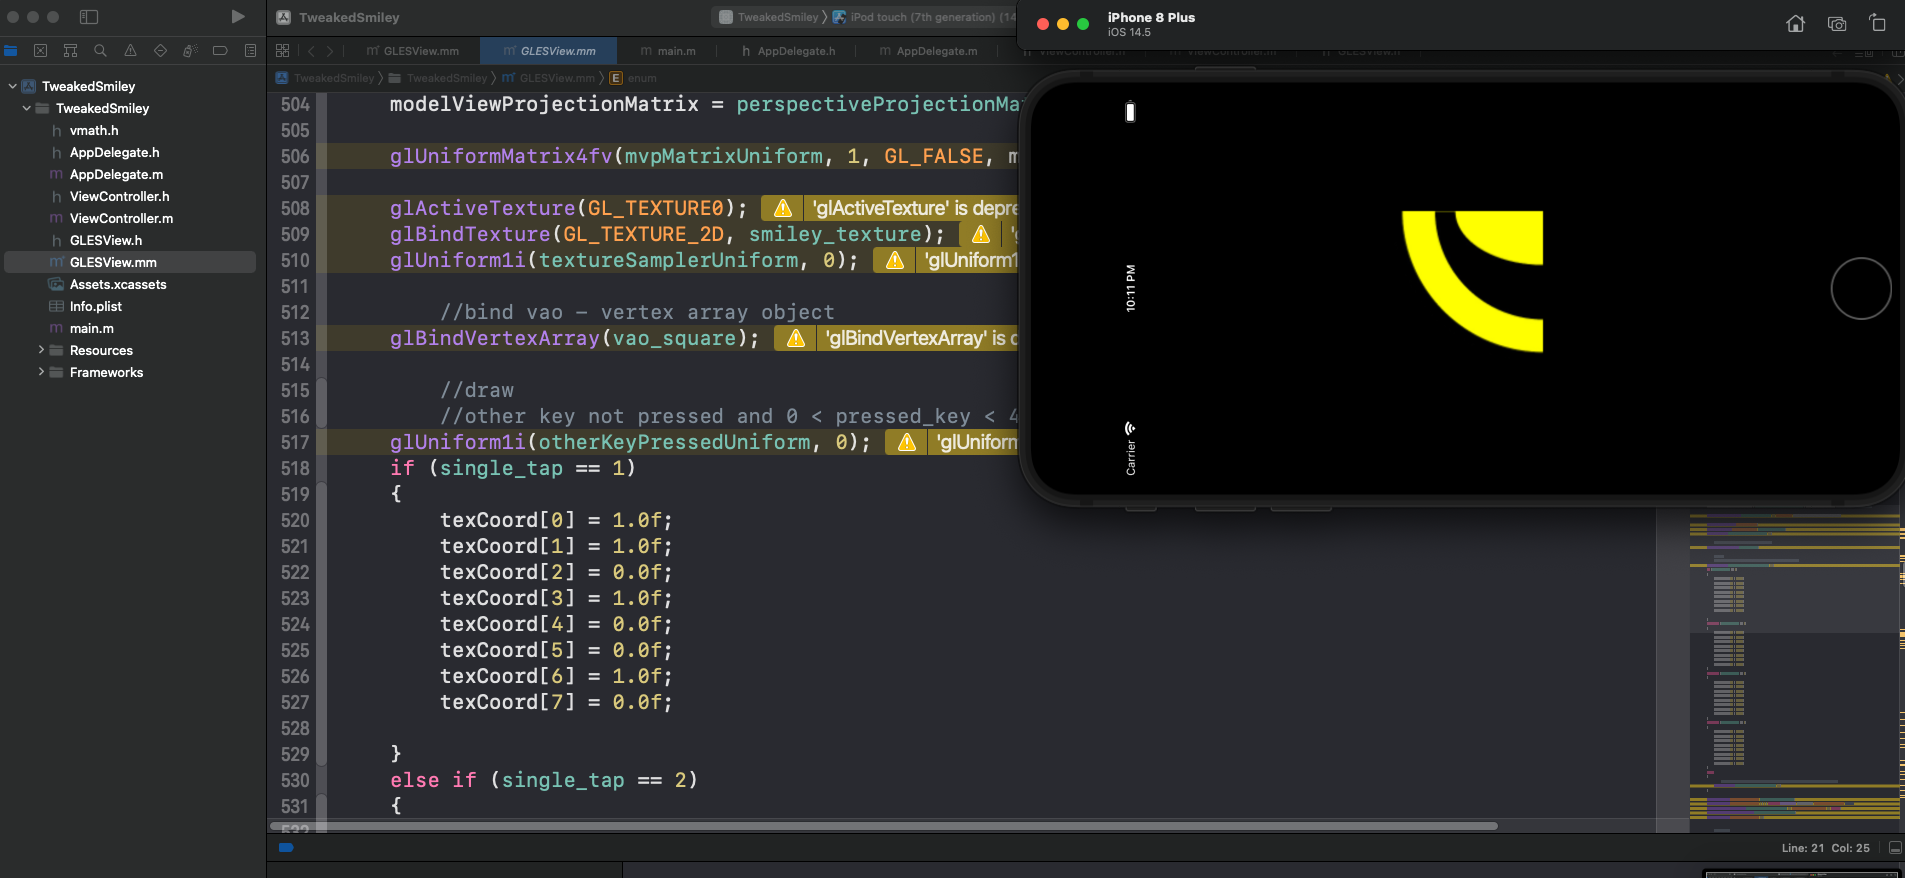 TweakedSmiley
TweakedSmiley
iPod touch (7th generation) (14
iPhone 8 Plus
iOS 14.5
GLESView.mm
GLESView.mm
main.m
AppDelegate.h
AppDelegate.m
TweakedSmiley
TweakedSmiley
GLESView.mm
enum
TweakedSmiley
TweakedSmiley
vmath.h
AppDelegate.h
AppDelegate.m
ViewController.h
ViewController.m
GLESView.h
GLESView.mm
Assets.xcassets
Info.plist
main.m
Resources
Frameworks
504 modelViewProjectionMatrix = perspectiveProjectionMa
505
506 glUniformMatrix4fv(mvpMatrixUniform, 1, GL_FALSE, m
507
508 glActiveTexture(GL_TEXTURE0); 'glActiveTexture' is depre
509 glBindTexture(GL_TEXTURE_2D, smiley_texture);
510 glUniform1i(textureSamplerUniform, 0); 'glUniform1
511
512 //bind vao - vertex array object
513 glBindVertexArray(vao_square); 'glBindVertexArray' is d
514
515 //draw
516 //other key not pressed and 0 < pressed_key < 4
517 glUniform1i(otherKeyPressedUniform, 0); 'glUniform
518 if (single_tap == 1)
519 {
520 texCoord[0] = 1.0f;
521 texCoord[1] = 1.0f;
522 texCoord[2] = 0.0f;
523 texCoord[3] = 1.0f;
524 texCoord[4] = 0.0f;
525 texCoord[5] = 0.0f;
526 texCoord[6] = 1.0f;
527 texCoord[7] = 0.0f;
528
529 }
530 else if (single_tap == 2)
531 {
532
10:11 PM
Carrier
Line: 21 Col: 25